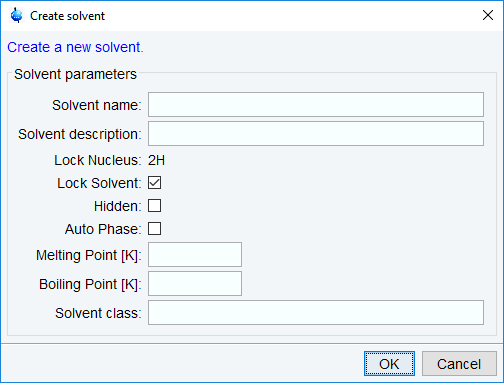 Create solvent
Create a new solvent.
Solvent parameters
Solvent name:
Solvent description:
Lock Nucleus: 2H
Lock Solvent:
Hidden:
Auto Phase:
Melting Point [K]:
Boiling Point [K]:
Solvent class:
OK Cancel